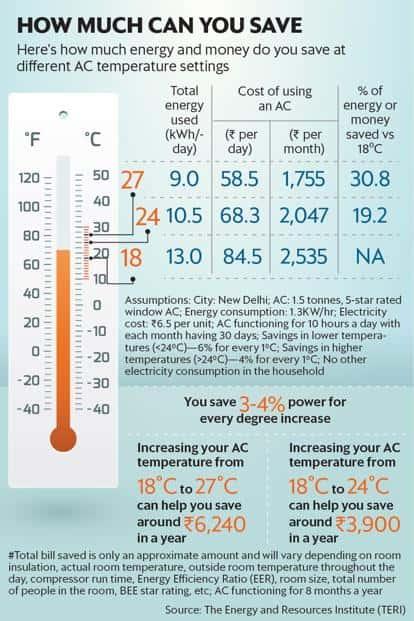 HOW MUCH CAN YOU SAVE
Here's how much energy and money do you save at
different AC temperature settings
Total
energy
used
(kWh/-
day)
Cost of using
an AC
(₹ per
day)
(₹ per
month)
% of
energy or
money
saved vs
18°C
°F
°C
120
100
80
60
40
20
0
-20
-40
50
40
30
20
10
0
-10
-20
-30
-40
27 9.0 58.5 1,755 30.8
24 10.5 68.3 2,047 19.2
18 13.0 84.5 2,535 NA
Assumptions: City: New Delhi; AC: 1.5 tonnes, 5-star rated
window AC; Energy consumption: 1.3KW/hr; Electricity
cost: ₹6.5 per unit; AC functioning for 10 hours a day with
each month having 30 days; Savings in lower tempera-
tures (<24°C)—6% for every 1°C; Savings in higher
temperatures (>24°C)—4% for every 1°C; No other
electricity consumption in the household
You save 3-4% power for
every degree increase
Increasing your AC
temperature from
18°C to 27°C
can help you save
around ₹6,240
in a year
Increasing your AC
temperature from
18°C to 24°C
can help you save
around ₹3,900
in a year
#Total bill saved is only an approximate amount and will vary depending on room
insulation, actual room temperature, outside room temperature throughout the
day, compressor run time, Energy Efficiency Ratio (EER), room size, total number
of people in the room, BEE star rating, etc; AC functioning for 8 months a year
Source: The Energy and Resources Institute (TERI)